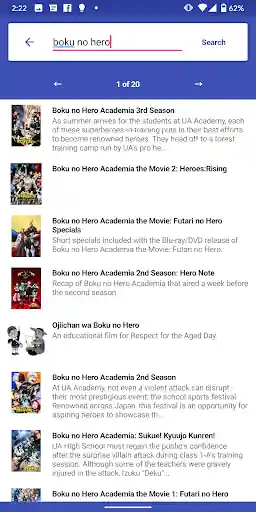 2:22
boku no hero
Search
1 of 20
Boku no Hero Academia 3rd Season
As summer arrives for the students at UA Academy, each
of these superheroes-in-training puts in their best efforts
to become renowned heroes. They head off to a forest
training camp run by UA's pro he...
Boku no Hero Academia the Movie 2: Heroes:Rising
Boku no Hero Academia the Movie: Futari no Hero
Specials
Short specials included with the Blu-ray/DVD release of
Boku no Hero Academia the Movie: Futari no Hero.
Boku no Hero Academia 2nd Season: Hero Note
Recap of Boku no Hero Academia that aired a week before
the second season
Ojiichan wa Boku no Hero
An educational film for Respect for the Aged Day.
Boku no Hero Academia 2nd Season
At UA Academy, not even a violent attack can disrupt
their most prestigious event: the school sports festival.
Renowned across Japan, this festival is an opportunity for
aspiring heroes to showcase th...
Boku no Hero Academia: Sukue! Kyuujo Kunren!
UA High School must regain the public's confidence
after the surprise villain attack during class 1-A's training
session. Although some of the teachers were gravely
injured in the attack, Izuku "Deku"...
Boku no Hero Academia the Movie 1: Futari no Hero